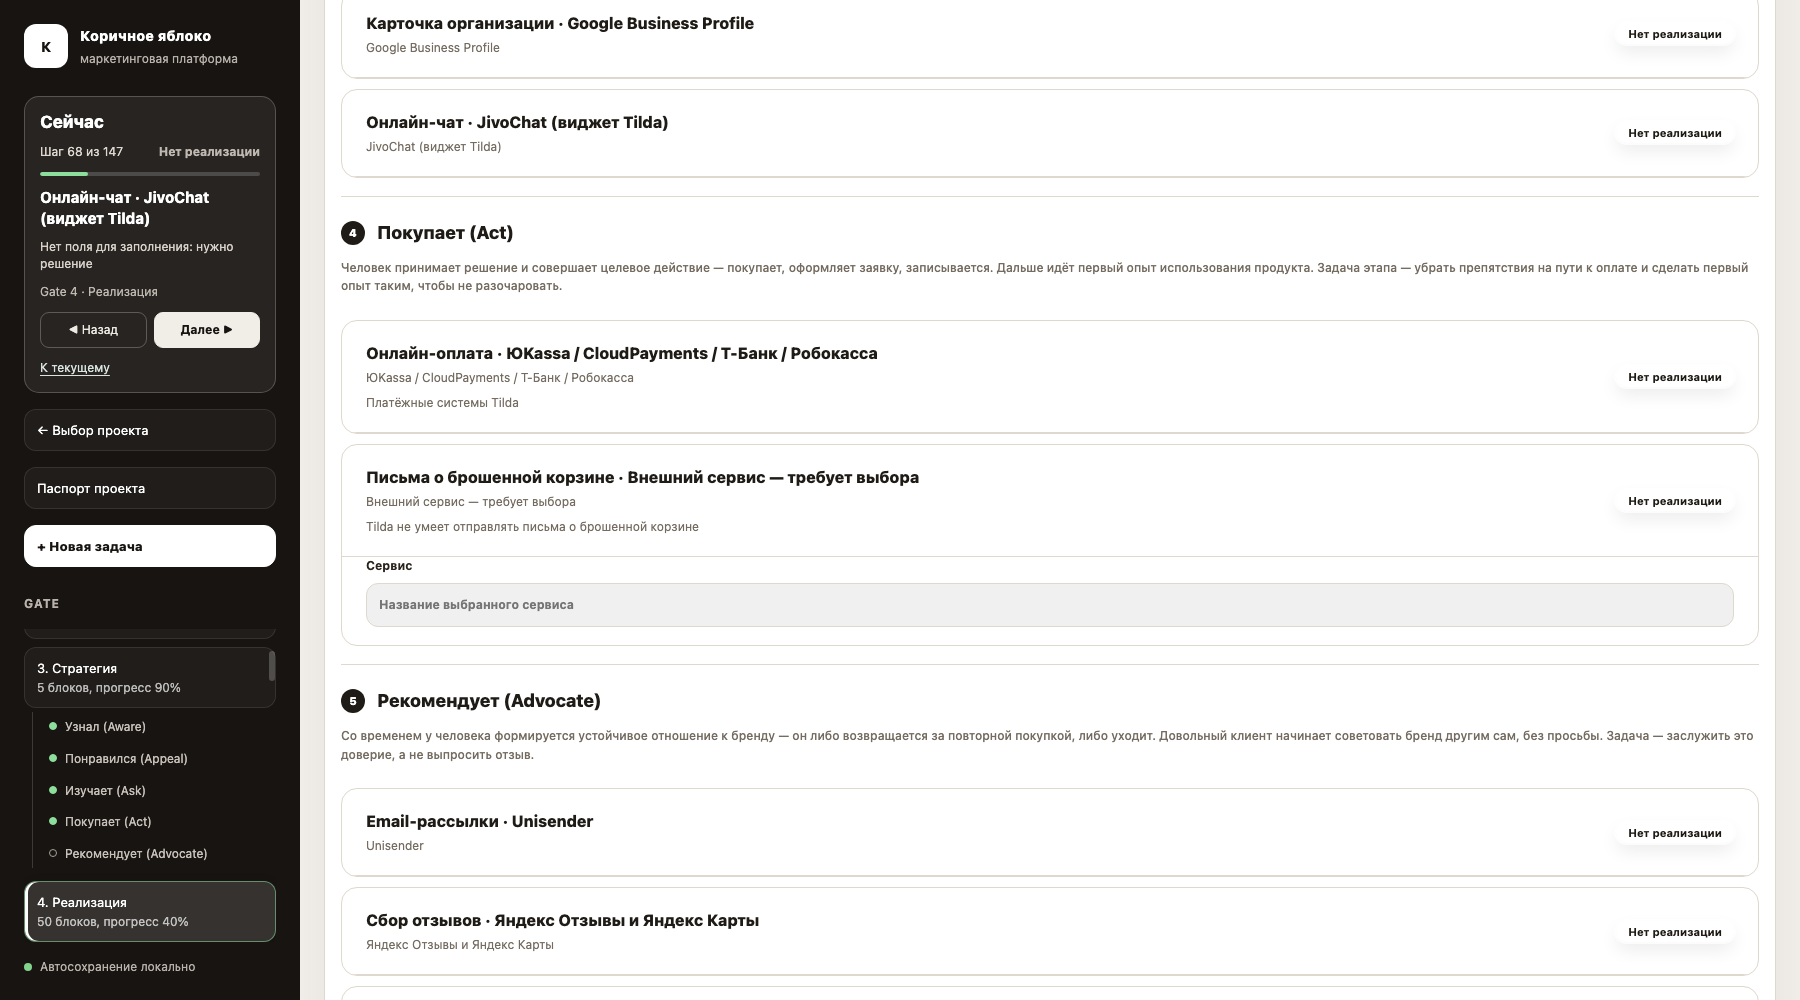 К
Коричное яблоко
маркетинговая платформа
Сейчас
Шаг 68 из 147
Нет реализации
Онлайн-чат · JivoChat
(виджет Tilda)
Нет поля для заполнения: нужно
решение
Gate 4 · Реализация
◀ Назад
Далее ▶
К текущему
← Выбор проекта
Паспорт проекта
+ Новая задача
GATE
3. Стратегия
5 блоков, прогресс 90%
Узнал (Aware)
Понравился (Appeal)
Изучает (Ask)
Покупает (Act)
Рекомендует (Advocate)
4. Реализация
50 блоков, прогресс 40%
Автосохранение локально
Карточка организации · Google Business Profile
Google Business Profile
Нет реализации
Онлайн-чат · JivoChat (виджет Tilda)
JivoChat (виджет Tilda)
Нет реализации
4 Покупает (Act)
Человек принимает решение и совершает целевое действие — покупает, оформляет заявку, записывается. Дальше идёт первый опыт использования продукта. Задача этапа — убрать препятствия на пути к оплате и сделать первый
опыт таким, чтобы не разочаровать.
Онлайн-оплата · ЮKassa / CloudPayments / Т-Банк / Робокасса
ЮKassa / CloudPayments / Т-Банк / Робокасса
Платёжные системы Tilda
Нет реализации
Письма о брошенной корзине · Внешний сервис — требует выбора
Внешний сервис — требует выбора
Tilda не умеет отправлять письма о брошенной корзине
Нет реализации
Сервис
Название выбранного сервиса
5 Рекомендует (Advocate)
Со временем у человека формируется устойчивое отношение к бренду — он либо возвращается за повторной покупкой, либо уходит. Довольный клиент начинает советовать бренд другим сам, без просьбы. Задача — заслужить это
доверие, а не выпросить отзыв.
Email-рассылки · Unisender
Unisender
Нет реализации
Сбор отзывов · Яндекс Отзывы и Яндекс Карты
Яндекс Отзывы и Яндекс Карты
Нет реализации